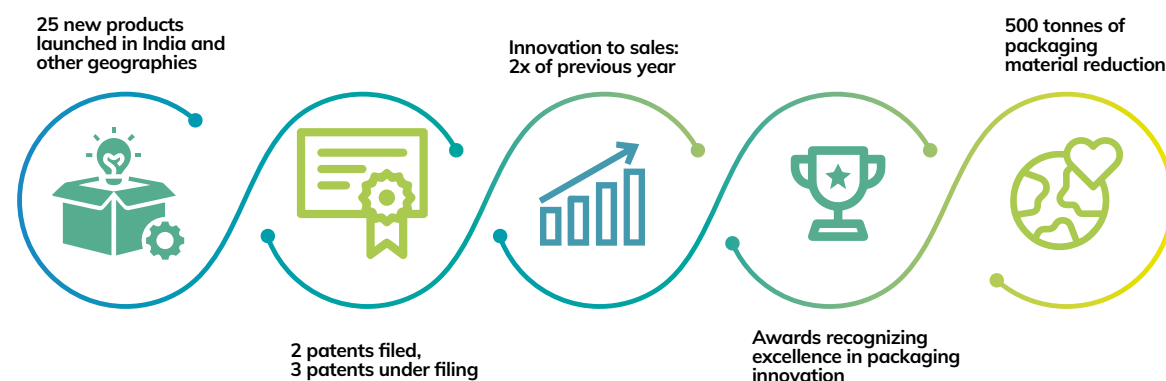 25 new products
launched in India and
other geographies
2 patents filed,
3 patents under filing
Innovation to sales:
2x of previous year
Awards recognizing
excellence in packaging
innovation
500 tonnes of
packaging
material reduction